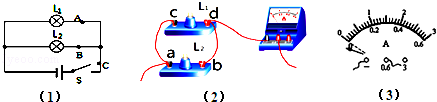 L₁ A
L₂ B
S C
(1)
L₁
c d
L₂
a b
A
(2)
0 0.2 0.4 0.6
0 1 2 3
A
- 0.6 3
(3)